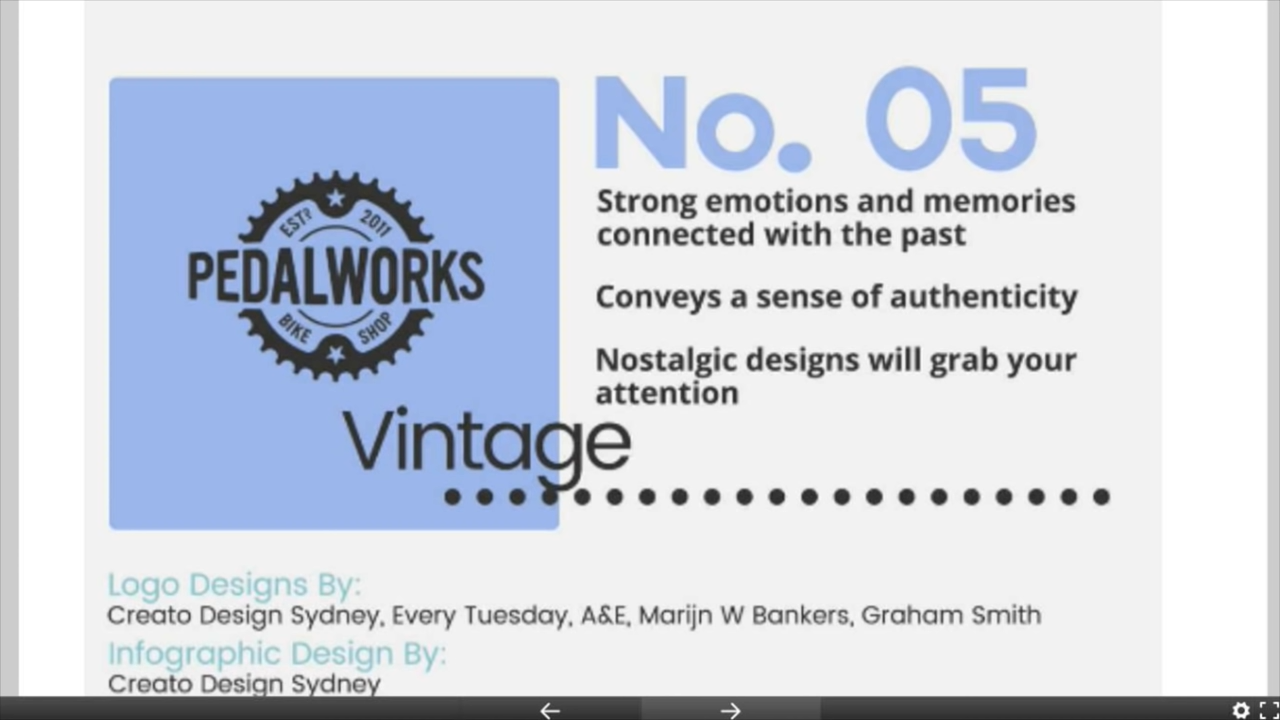 No. 05
Strong emotions and memories
connected with the past
Conveys a sense of authenticity
Nostalgic designs will grab your
attention
ESTD 2011
PEDALWORKS
BIKE SHOP
Vintage
Logo Designs By:
Creato Design Sydney, Every Tuesday, A&E, Marijn W Bankers, Graham Smith
Infographic Design By:
Creato Design Sydney